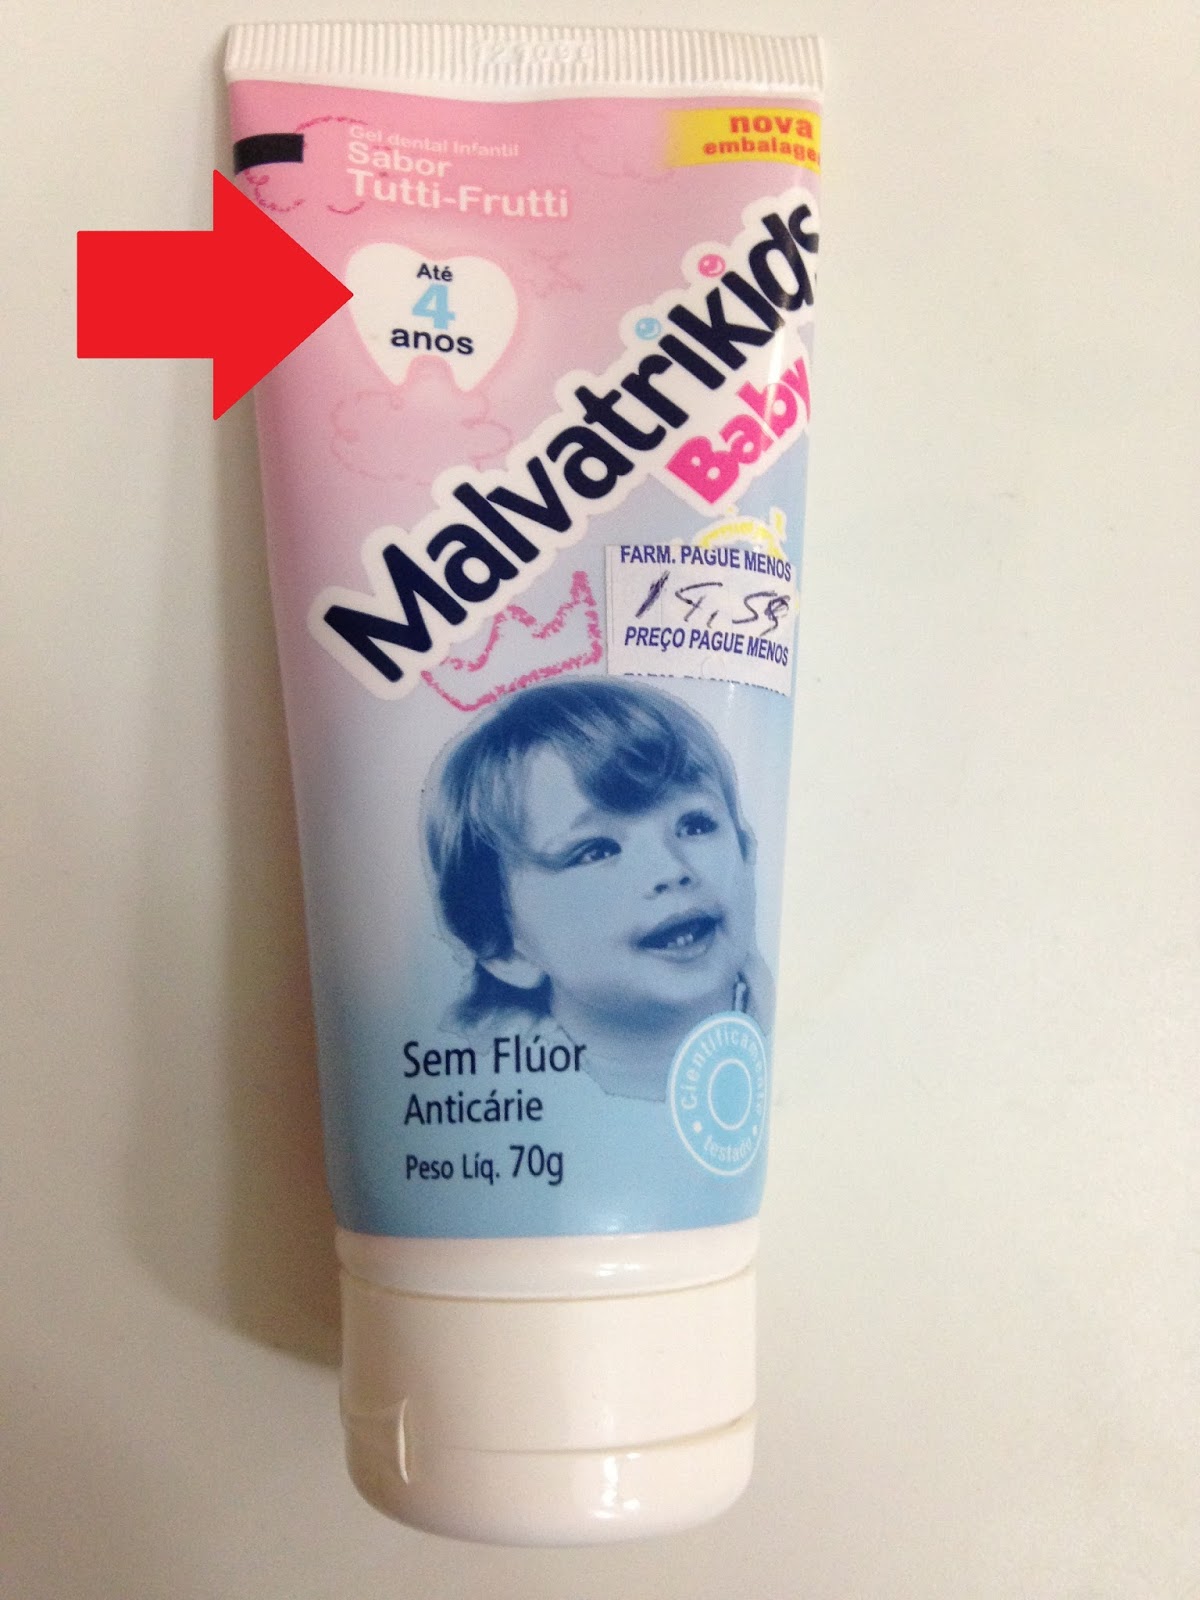 Gel dental Infantil
Sabor
Tutti-Frutti
nova
embalage
Até
4
anos
Malvatrikids
Baby
FARM. PAGUE MENOS
PREÇO PAGUE MENOS
Sem Flúor
Anticárie
Peso Líq. 70g
Cientificamente
testado